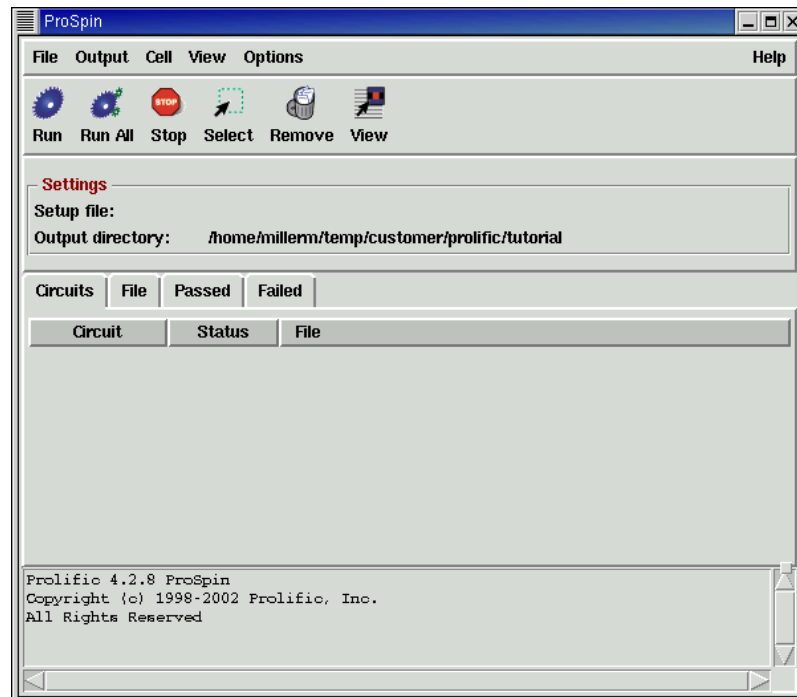 ProSpin
File Output Cell View Options Help
STOP
Run Run All Stop Select Remove View
Settings
Setup file:
Output directory: /home/millerm/temp/customer/prolific/tutorial
Circuits File Passed Failed
Circuit Status File
Prolific 4.2.8 ProSpin
Copyright (c) 1998-2002 Prolific, Inc.
All Rights Reserved